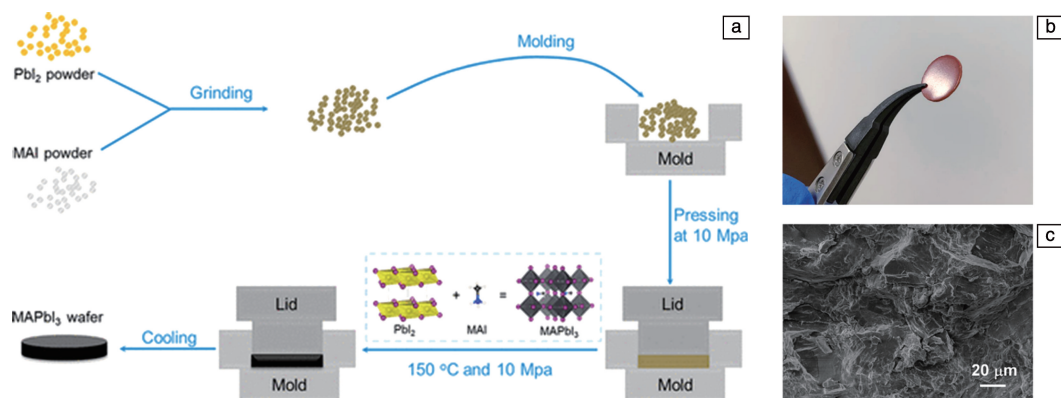 a
PbI₂ powder
Grinding
MAI powder
Molding
Mold
Pressing
at 10 Mpa
Lid
Mold
PbI₂
+
MAI
=
MAPbI₃
150 °C and 10 Mpa
Lid
Mold
Cooling
MAPbI₃ wafer
b
c
20 μm